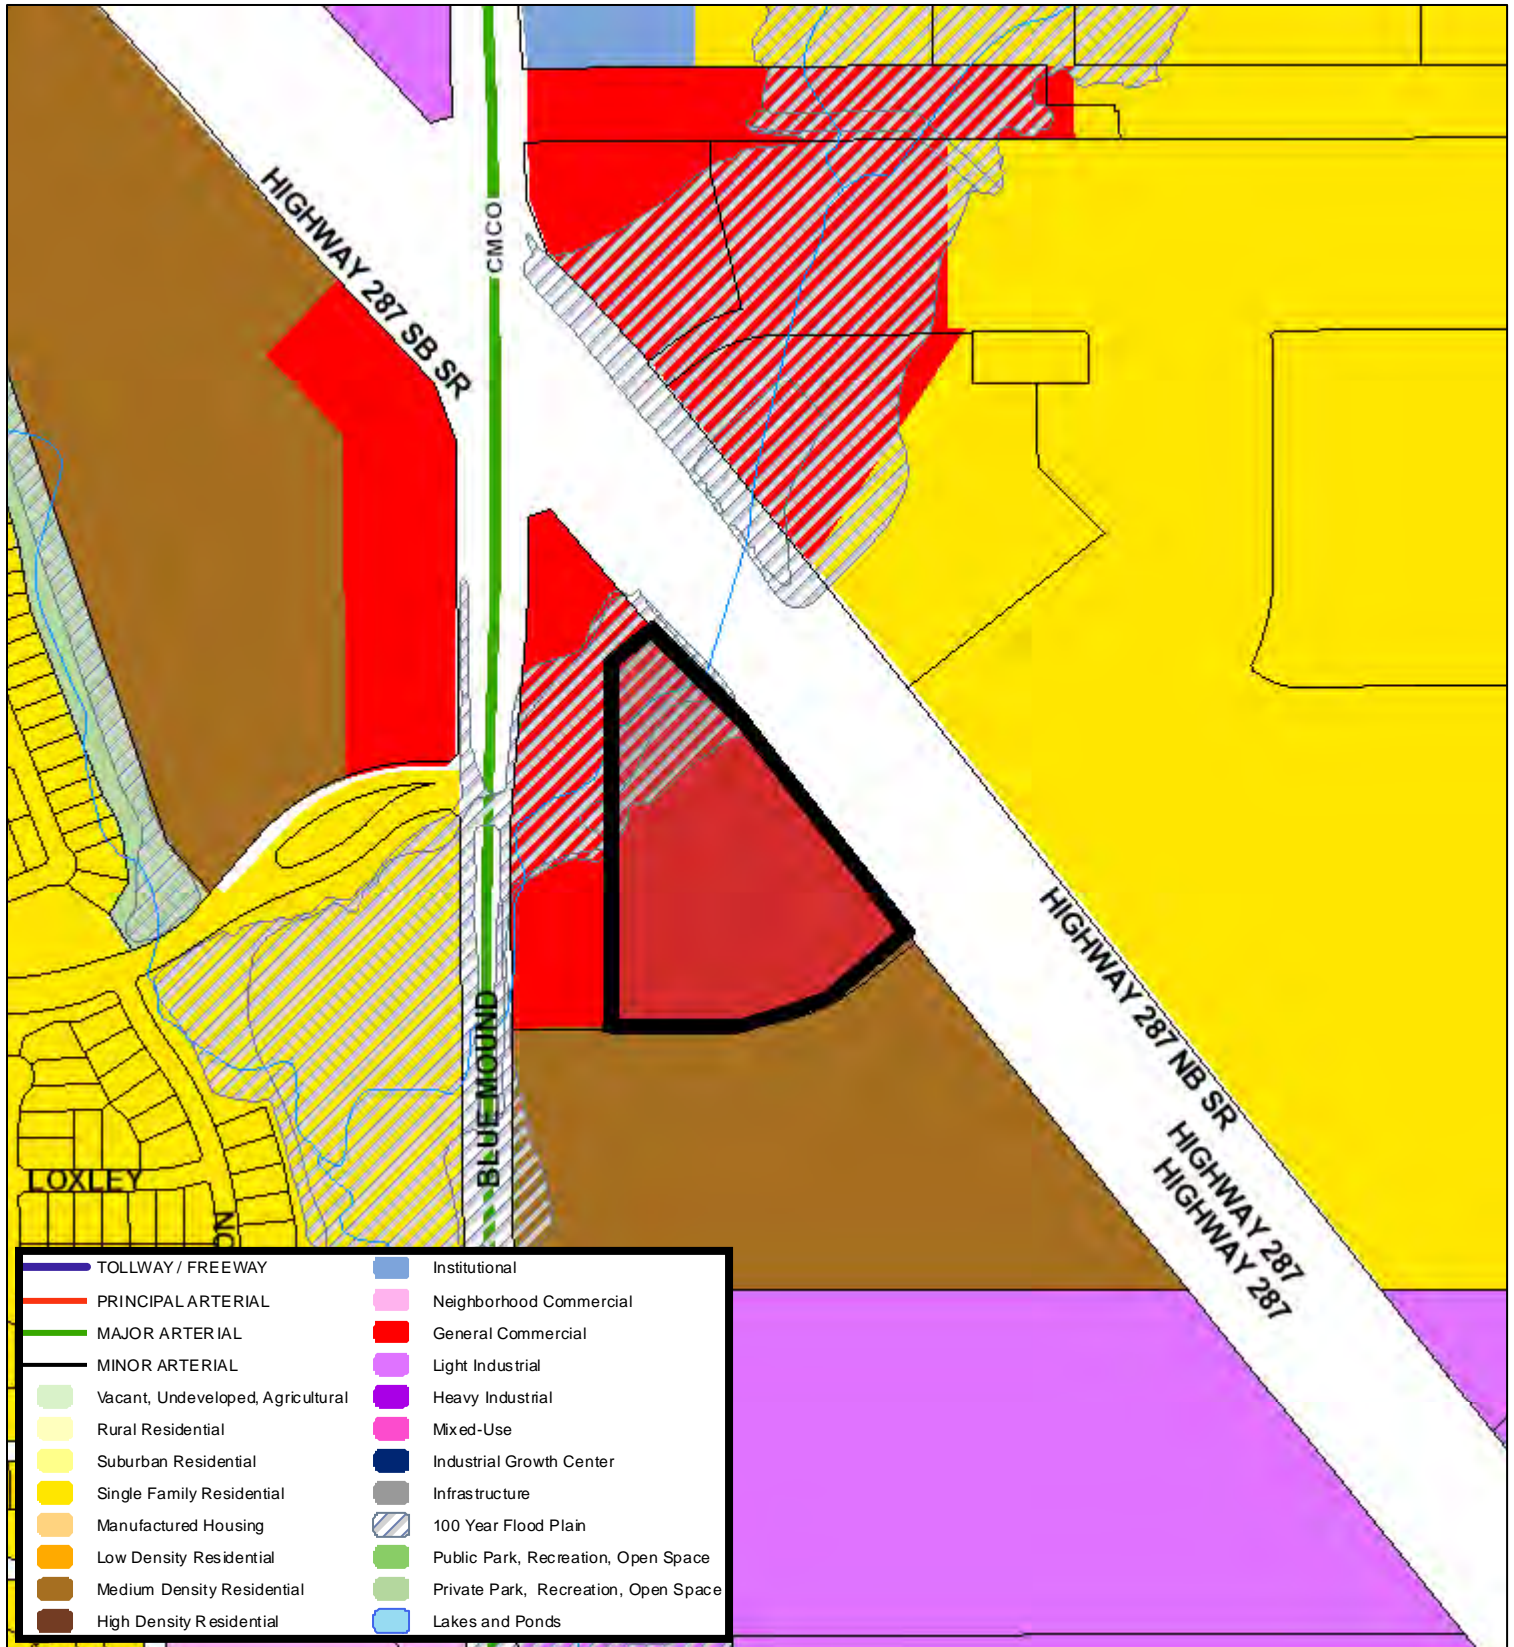 HIGHWAY 287 SB SR
CMCO
HIGHWAY 287 NB SR
HIGHWAY 287
HIGHWAY 287
BLUE MOUND
LOXLEY
ON
TOLLWAY / FREEWAY
PRINCIPAL ARTERIAL
MAJOR ARTERIAL
MINOR ARTERIAL
Vacant, Undeveloped, Agricultural
Rural Residential
Suburban Residential
Single Family Residential
Manufactured Housing
Low Density Residential
Medium Density Residential
High Density Residential
Institutional
Neighborhood Commercial
General Commercial
Light Industrial
Heavy Industrial
Mixed-Use
Industrial Growth Center
Infrastructure
100 Year Flood Plain
Public Park, Recreation, Open Space
Private Park, Recreation, Open Space
Lakes and Ponds